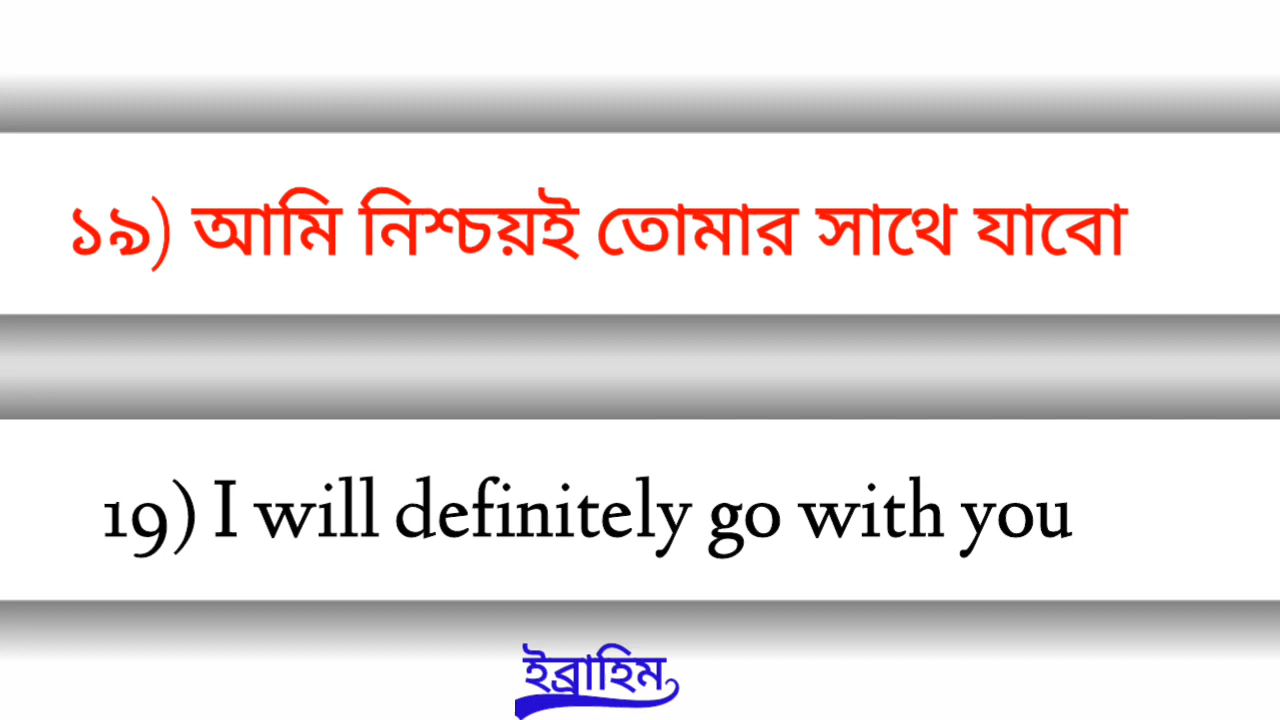 ১৯) আমি নিশ্চয়ই তোমার সাথে যাবো
19) I will definitely go with you
ইব্রাহিম